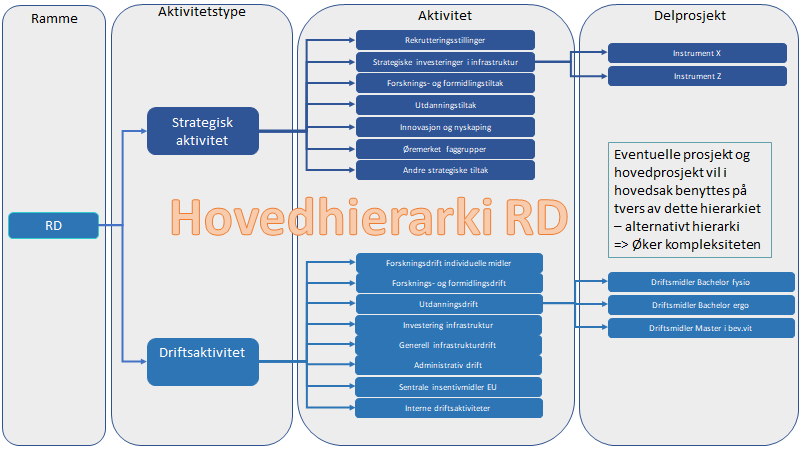 Ramme
Aktivitetstype
Aktivitet
Delprosjekt
RD
Strategisk
aktivitet
Driftsaktivitet
Rekrutteringsstillinger
Strategiske investeringer i infrastruktur
Forsknings- og formidlingstiltak
Utdanningstiltak
Innovasjon og nyskaping
Øremerket faggrupper
Andre strategiske tiltak
Instrument X
Instrument Z
Eventuelle prosjekt og
hovedprosjekt vil i
hovedsak benyttes på
tvers av dette hierarkiet
– alternativt hierarki
=> Øker kompleksiteten
Hovedhierarki RD
Forskningsdrift individuelle midler
Forsknings- og formidlingsdrift
Utdanningsdrift
Investering infrastruktur
Generell infrastrukturdrift
Administrativ drift
Sentrale insentivmidler EU
Interne driftsaktiviteter
Driftsmidler Bachelor fysio
Driftsmidler Bachelor ergo
Driftsmidler Master i bev.vit